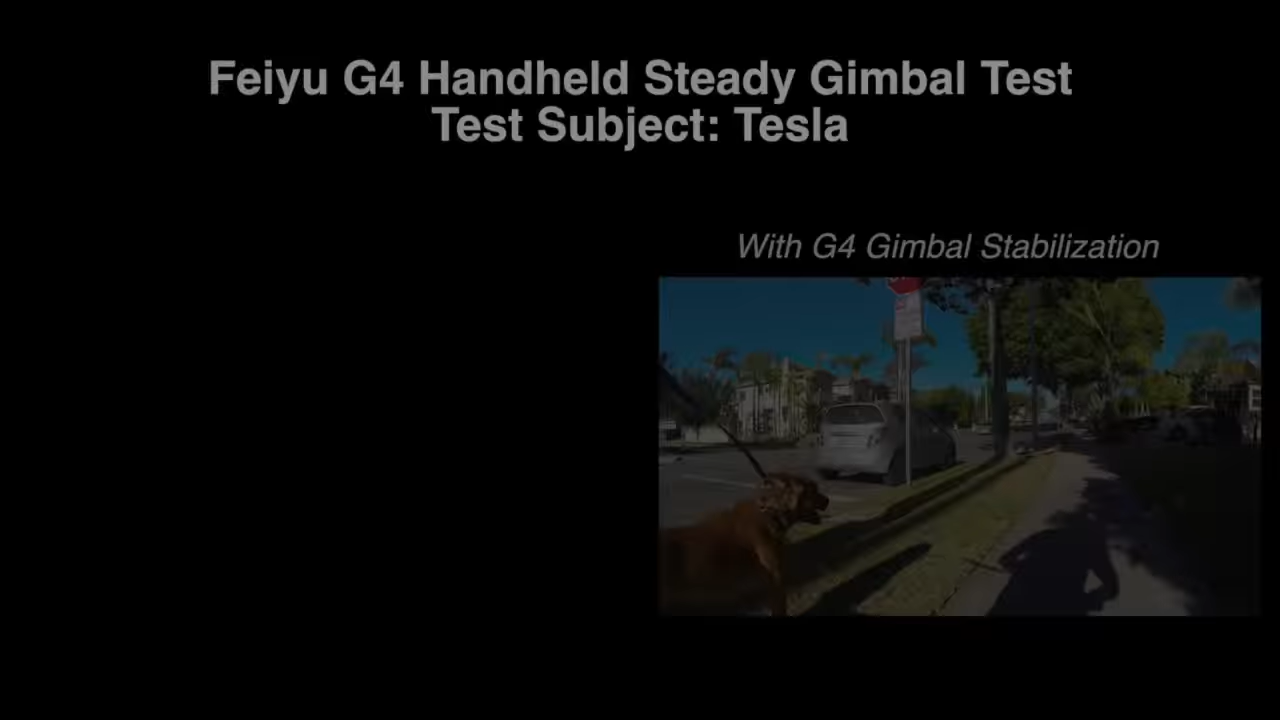 Feiyu G4 Handheld Steady Gimbal Test
Test Subject: Tesla
With G4 Gimbal Stabilization